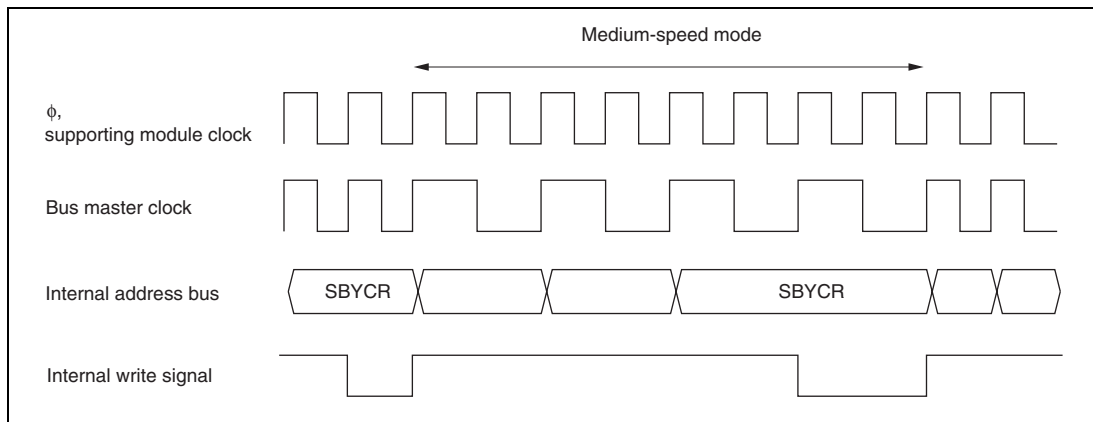 Medium-speed mode
ϕ,
supporting module clock
Bus master clock
Internal address bus
SBYCR
SBYCR
Internal write signal